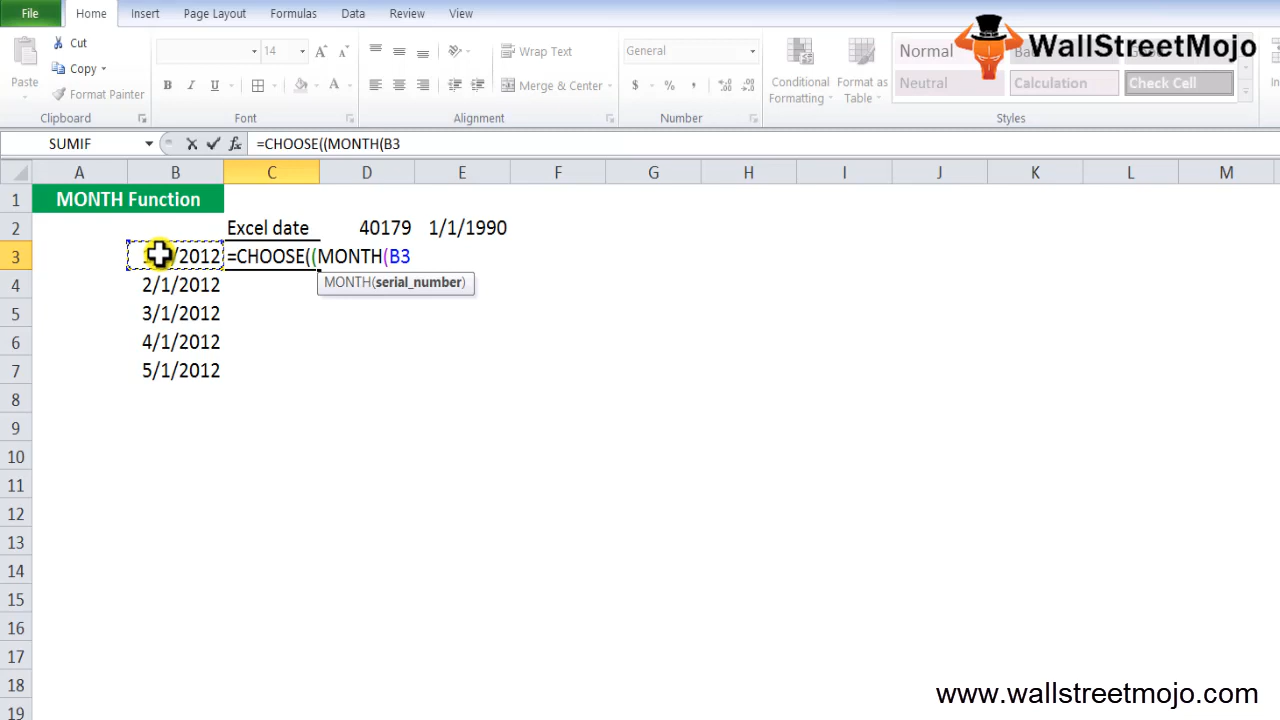 File Home Insert Page Layout Formulas Data Review View
WallStreetMojo
Cut
Copy
Format Painter
Paste
14
A A
B I U A
Wrap Text
Merge & Center
General
$ % ,
Conditional Formatting
Format as Table
Normal
Neutral Calculation Check Cell
Clipboard Font Alignment Number Styles
SUMIF fx =CHOOSE((MONTH(B3
A B C D E F G H I J K L M
1 MONTH Function
2 Excel date 40179 1/1/1990
3 /2012 =CHOOSE((MONTH(B3
MONTH(serial_number)
4 2/1/2012
5 3/1/2012
6 4/1/2012
7 5/1/2012
8
9
10
11
12
13
14
15
16
17
18
19
www.wallstreetmojo.com